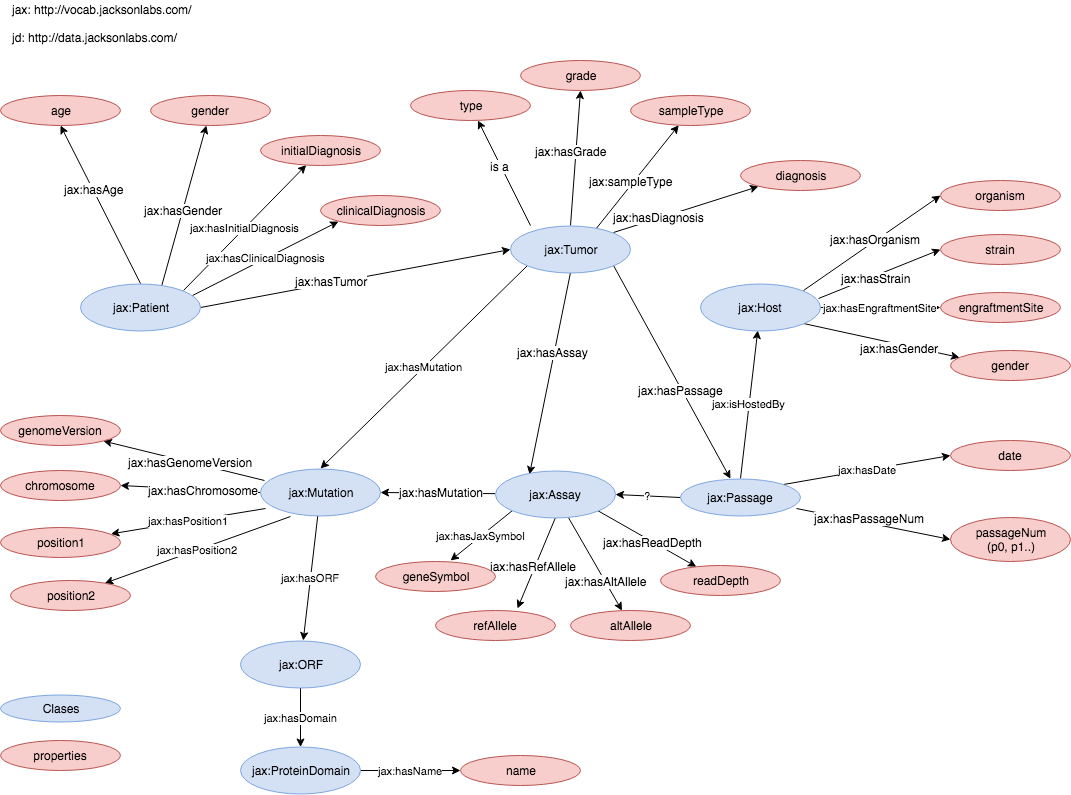 jax: http://vocab.jacksonlabs.com/
jd: http://data.jacksonlabs.com/
grade
type
age
gender
sampleType
initialDiagnosis
jax:hasGrade
is a
diagnosis
jax:sampleType
jax:hasAge
organism
jax:hasGender
clinicalDiagnosis
jax:hasDiagnosis
jax:hasInitialDiagnosis
jax:hasOrganism
jax:Tumor
strain
jax:hasClinicalDiagnosis
jax:hasTumor
jax:hasStrain
jax:Patient
jax:Host
jax:hasEngraftmentSite
engraftmentSite
jax:hasGender
jax:hasAssay
jax:hasMutation
gender
jax:hasPassage
jax:isHostedBy
genomeVersion
jax:hasGenomeVersion
date
jax:hasDate
chromosome
jax:hasChromosome
jax:Mutation
jax:hasMutation
jax:Assay
?
jax:Passage
jax:hasPosition1
jax:hasPassageNum
position1
jax:hasPosition2
jax:hasJaxSymbol
jax:hasReadDepth
passageNum
(p0, p1..)
jax:hasORF
geneSymbol
jax:hasRefAllele
jax:hasAltAllele
readDepth
position2
refAllele
altAllele
jax:ORF
Clases
jax:hasDomain
properties
jax:ProteinDomain
jax:hasName
name